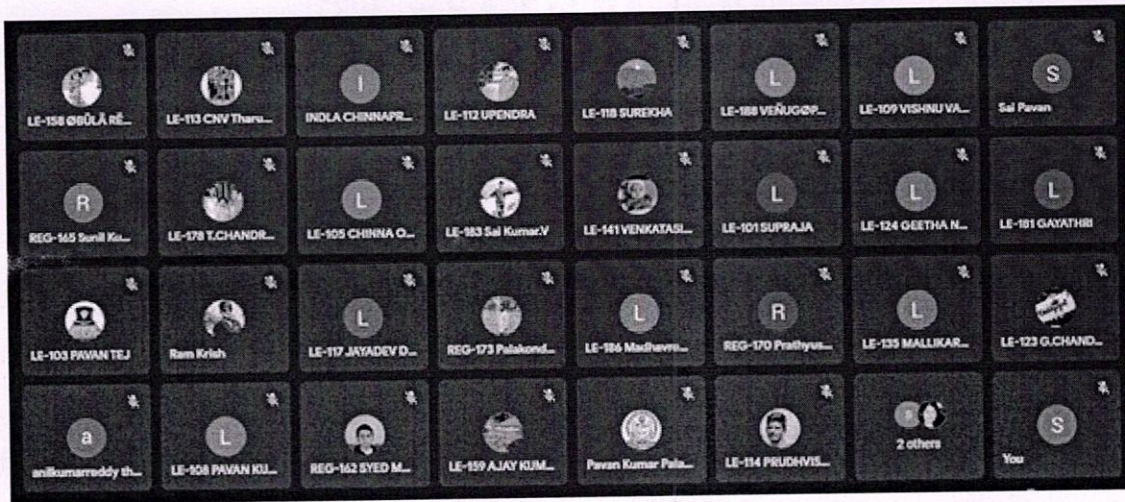 LE-158 ØBÛLÃ RÊ...
LE-113 CNV Tharu...
I
INDLA CHINNAPR...
LE-112 UPENDRA
LE-118 SUREKHA
L
LE-188 VEÑUGØP...
L
LE-109 VISHNU VA...
S
Sai Pavan
R
REG-165 Sunil Ku...
LE-178 T.CHANDR...
L
LE-105 CHINNA O...
LE-183 Sai Kumar.V
LE-141 VENKATASI...
L
LE-101 SUPRAJA
L
LE-124 GEETHA N...
L
LE-181 GAYATHRI
LE-103 PAVAN TEJ
Ram Krish
L
LE-117 JAYADEV D...
REG-173 Palakond...
L
LE-186 Madhavre...
R
REG-170 Prathyus...
L
LE-135 MALLIKAR...
LE-123 G.CHAND...
a
anilkumarreddy th...
L
LE-108 PAVAN KU...
REG-162 SYED M...
LE-159 AJAY KUM...
Pavan Kumar Pala...
LE-114 PRUDHVIS...
2 others
S
You